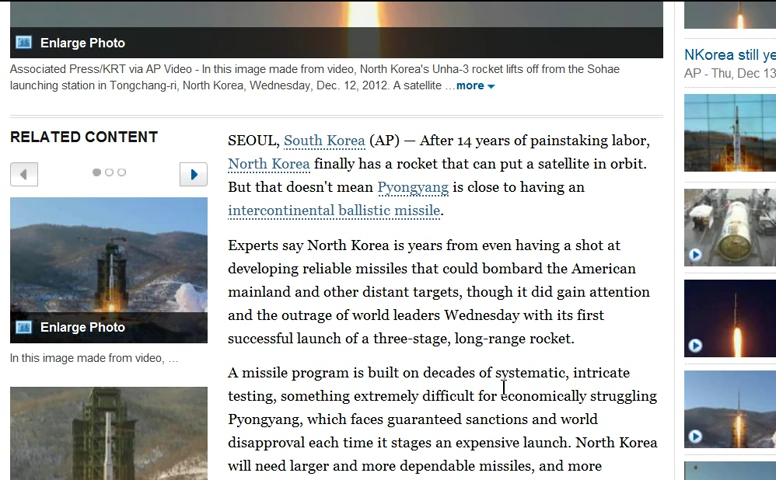 Enlarge Photo
Associated Press/KRT via AP Video - In this image made from video, North Korea's Unha-3 rocket lifts off from the Sohae
launching station in Tongchang-ri, North Korea, Wednesday, Dec. 12, 2012. A satellite …more
RELATED CONTENT
Enlarge Photo
In this image made from video, …
SEOUL, South Korea (AP) — After 14 years of painstaking labor,
North Korea finally has a rocket that can put a satellite in orbit.
But that doesn't mean Pyongyang is close to having an
intercontinental ballistic missile.
Experts say North Korea is years from even having a shot at
developing reliable missiles that could bombard the American
mainland and other distant targets, though it did gain attention
and the outrage of world leaders Wednesday with its first
successful launch of a three-stage, long-range rocket.
A missile program is built on decades of systematic, intricate
testing, something extremely difficult for economically struggling
Pyongyang, which faces guaranteed sanctions and world
disapproval each time it stages an expensive launch. North Korea
will need larger and more dependable missiles, and more
NKorea still ye
AP - Thu, Dec 13